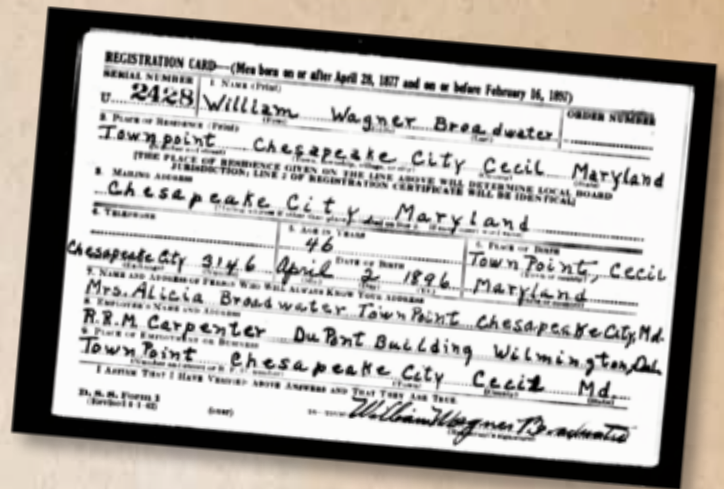 REGISTRATION CARD—(Men born on or after April 28, 1877 and on or before February 16, 1897)
SERIAL NUMBER 1. NAME (Print) ORDER NUMBER
U 2428 William Wagner Broadwater
2. PLACE OF RESIDENCE (Print)
Townpoint Chesapeake City Cecil Maryland
[THE PLACE OF RESIDENCE GIVEN ON THE LINE ABOVE WILL DETERMINE LOCAL BOARD
JURISDICTION; LINE 2 OF REGISTRATION CERTIFICATE WILL BE IDENTICAL]
3. MAILING ADDRESS
Chesapeake City Maryland
4. TELEPHONE 5. AGE IN YEARS 6. PLACE OF BIRTH
46 Town Point, Cecil
DATE OF BIRTH
Chesapeake City 3146 April 2 1896 Maryland
7. NAME AND ADDRESS OF PERSON WHO WILL ALWAYS KNOW YOUR ADDRESS
Mrs. Alicia Broadwater Town Point Chesapeake City, Md.
8. EMPLOYER'S NAME AND ADDRESS
R.R.M. Carpenter DuPont Building Wilmington, Del.
9. PLACE OF EMPLOYMENT OR BUSINESS
Town Point Chesapeake City Cecil Md.
I AFFIRM THAT I HAVE VERIFIED ABOVE ANSWERS AND THAT THEY ARE TRUE.
D. S. S. Form 1
(Revised 4-1-42) (over) William Wagner Broadwater